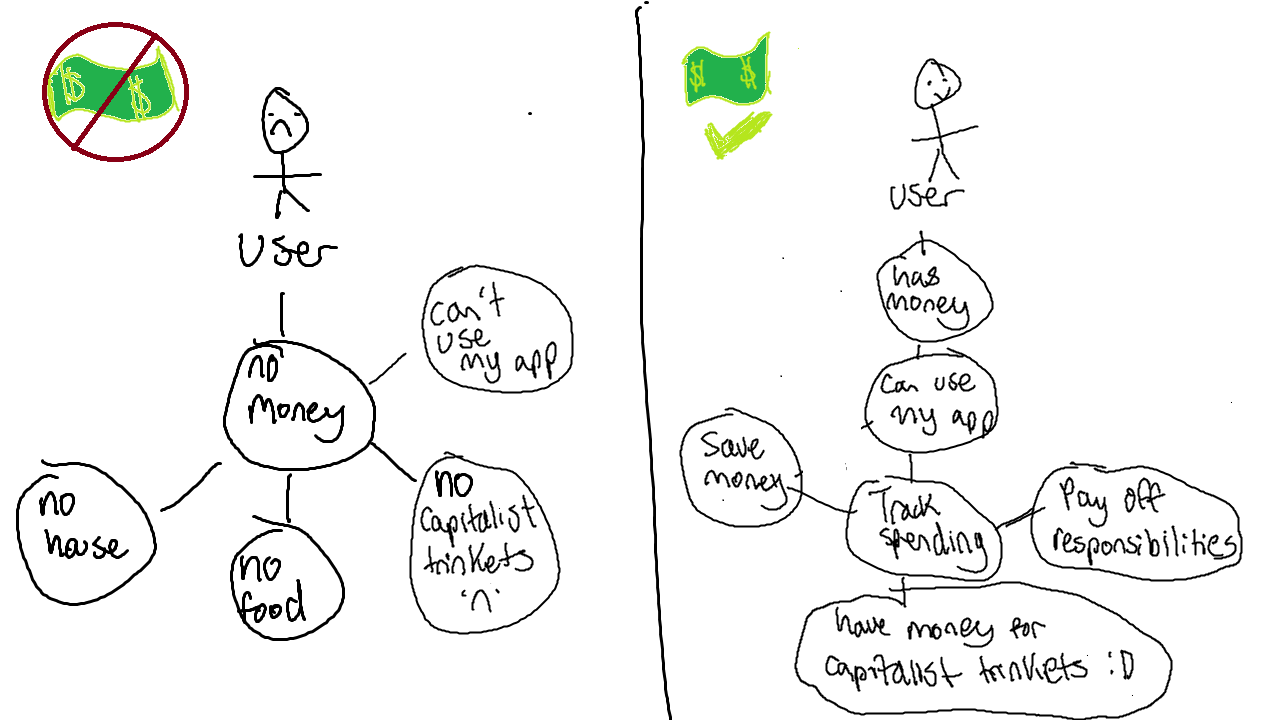 $ $
User
no
money
can't
use
my app
no
house
no
food
no
capitalist
trinkets
'n'
$ $
user
has
money
can use
my app
Save
money
Track
spending
Pay off
responsibilities
have money for
capitalist trinkets :D